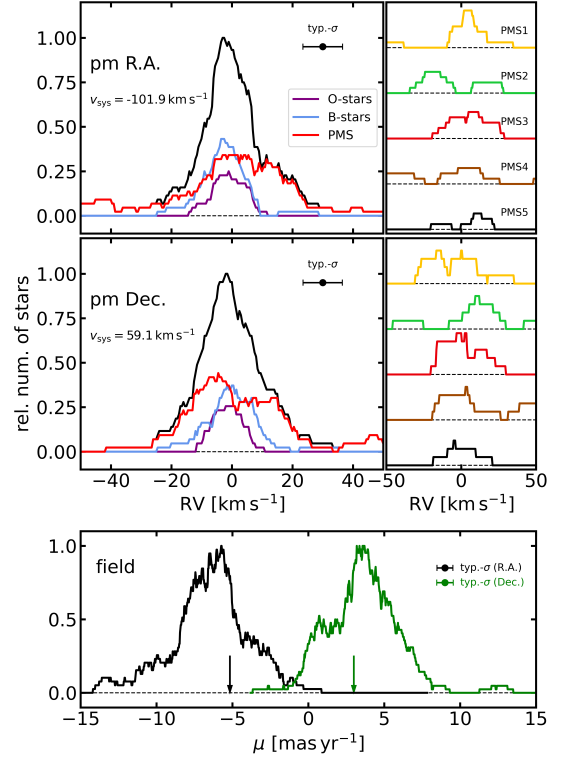 pm R.A.
v_sys = -101.9 km s⁻¹
typ.-σ
O-stars
B-stars
PMS
1.00
0.75
0.50
0.25
0.00
PMS1
PMS2
PMS3
PMS4
PMS5
pm Dec.
v_sys = 59.1 km s⁻¹
typ.-σ
1.00
0.75
0.50
0.25
0.00
rel. num. of stars
−40 −20 0 20 40
RV [km s⁻¹]
−50 0 50
RV [km s⁻¹]
field
typ.-σ (R.A.)
typ.-σ (Dec.)
1.0
0.5
0.0
−15 −10 −5 0 5 10 15
μ [mas yr⁻¹]